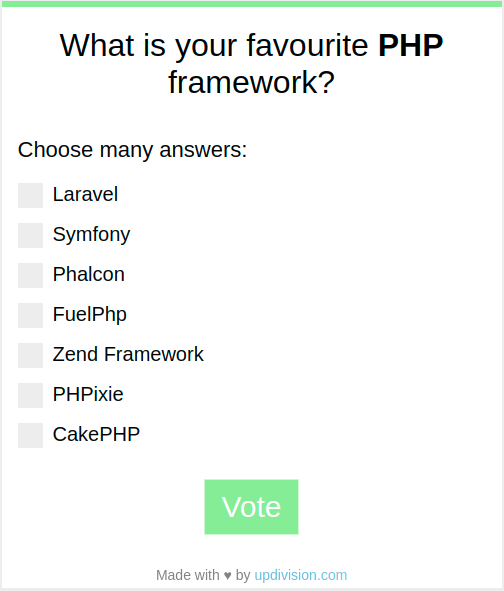 What is your favourite PHP
framework?
Choose many answers:
Laravel
Symfony
Phalcon
FuelPhp
Zend Framework
PHPixie
CakePHP
Vote
Made with ♥ by updivision.com